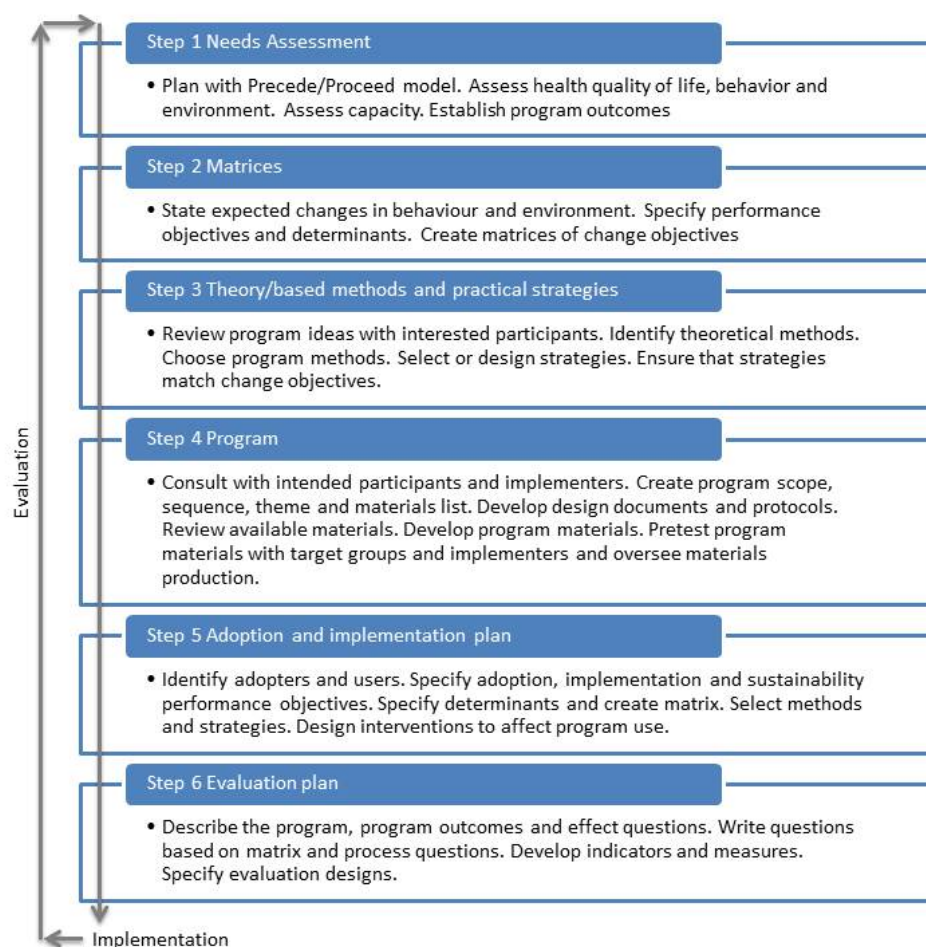 Step 1 Needs Assessment
• Plan with Precede/Proceed model. Assess health quality of life, behavior and
environment. Assess capacity. Establish program outcomes
Step 2 Matrices
• State expected changes in behaviour and environment. Specify performance
objectives and determinants. Create matrices of change objectives
Step 3 Theory/based methods and practical strategies
• Review program ideas with interested participants. Identify theoretical methods.
Choose program methods. Select or design strategies. Ensure that strategies
match change objectives.
Step 4 Program
• Consult with intended participants and implementers. Create program scope,
sequence, theme and materials list. Develop design documents and protocols.
Review available materials. Develop program materials. Pretest program
materials with target groups and implementers and oversee materials
production.
Step 5 Adoption and implementation plan
• Identify adopters and users. Specify adoption, implementation and sustainability
performance objectives. Specify determinants and create matrix. Select methods
and strategies. Design interventions to affect program use.
Step 6 Evaluation plan
• Describe the program, program outcomes and effect questions. Write questions
based on matrix and process questions. Develop indicators and measures.
Specify evaluation designs.
Evaluation
Implementation